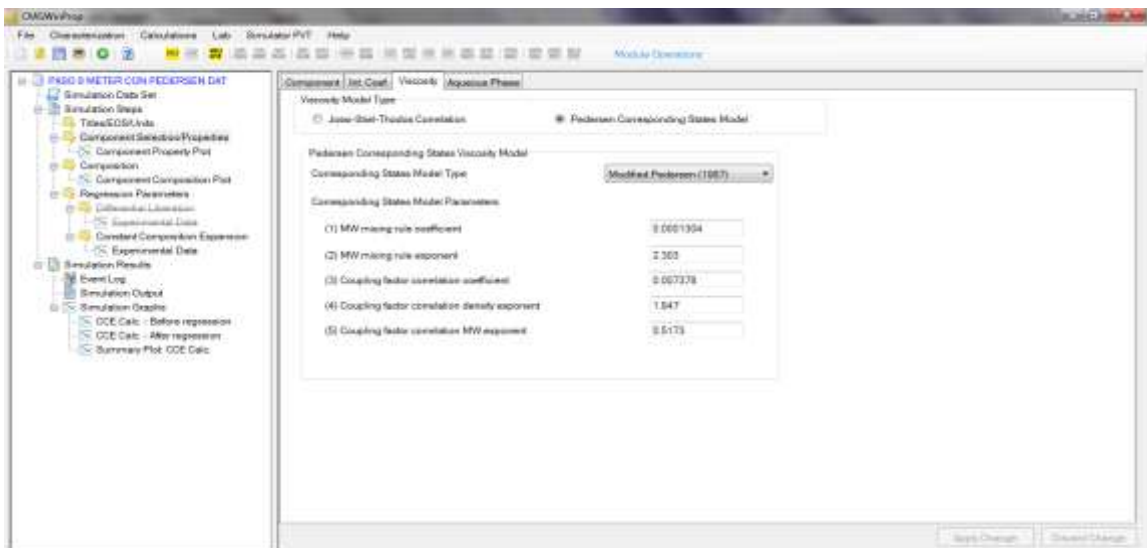 CMGWinProp
File Characterization Calculations Lab Simulator PVT Help
Module Operations
PASO 9 METER CON PEDERSEN DAT
Simulation Data Set
Simulation Steps
Titles/EOS/Units
Component Selection/Properties
Component Property Plot
Composition
Component Composition Plot
Regression Parameters
Differential Liberation
Experimental Data
Constant Composition Expansion
Experimental Data
Simulation Results
Event Log
Simulation Output
Simulation Graphs
CCE Calc. - Before regression
CCE Calc. - After regression
Summary Plot: CCE Calc.
Component Int. Coef. Viscosity Aqueous Phase
Viscosity Model Type
Jossi-Stiel-Thodos Correlation Pedersen Corresponding States Model
Pedersen Corresponding States Viscosity Model
Corresponding States Model Type Modified Pedersen (1987)
Corresponding States Model Parameters
(1) MW mixing rule coefficient 0.0001304
(2) MW mixing rule exponent 2.303
(3) Coupling factor correlation coefficient 0.007378
(4) Coupling factor correlation density exponent 1.847
(5) Coupling factor correlation MW exponent 0.5173
Apply Change Discard Change